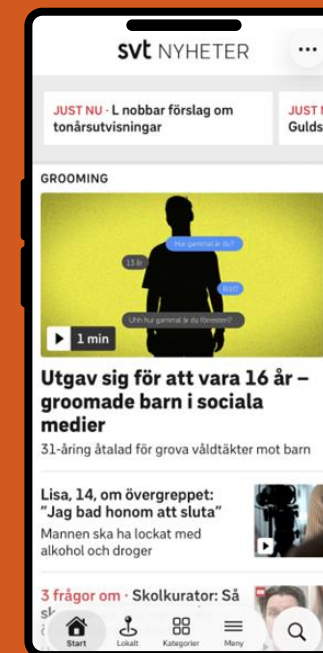 svt NYHETER
JUST NU · L nobbar förslag om
tonårsutvisningar
JUST
Gulds
GROOMING
Hur gammal är du?
13 år
Bild?
Uhh hur gammal är du förresten?
1 min
Utgav sig för att vara 16 år –
groomade barn i sociala
medier
31-åring åtalad för grova våldtäkter mot barn
Lisa, 14, om övergreppet:
”Jag bad honom att sluta”
Mannen ska ha lockat med
alkohol och droger
3 frågor om · Skolkurator: Så
Start
Lokalt
Kategorier
Meny